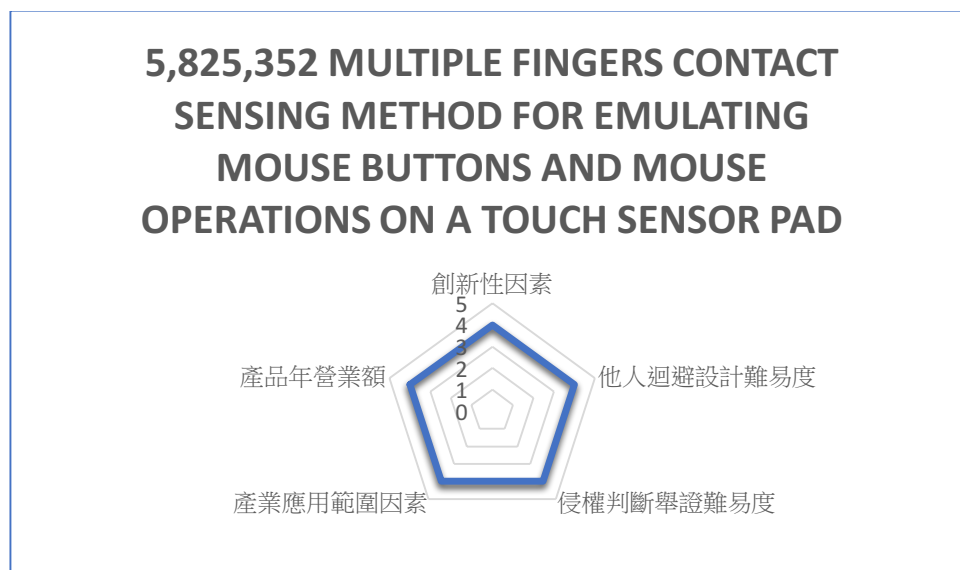 5,825,352 MULTIPLE FINGERS CONTACT
SENSING METHOD FOR EMULATING
MOUSE BUTTONS AND MOUSE
OPERATIONS ON A TOUCH SENSOR PAD
創新性因素
5
4
3
2
1
0
產品年營業額
他人迴避設計難易度
產業應用範圍因素
侵權判斷舉證難易度